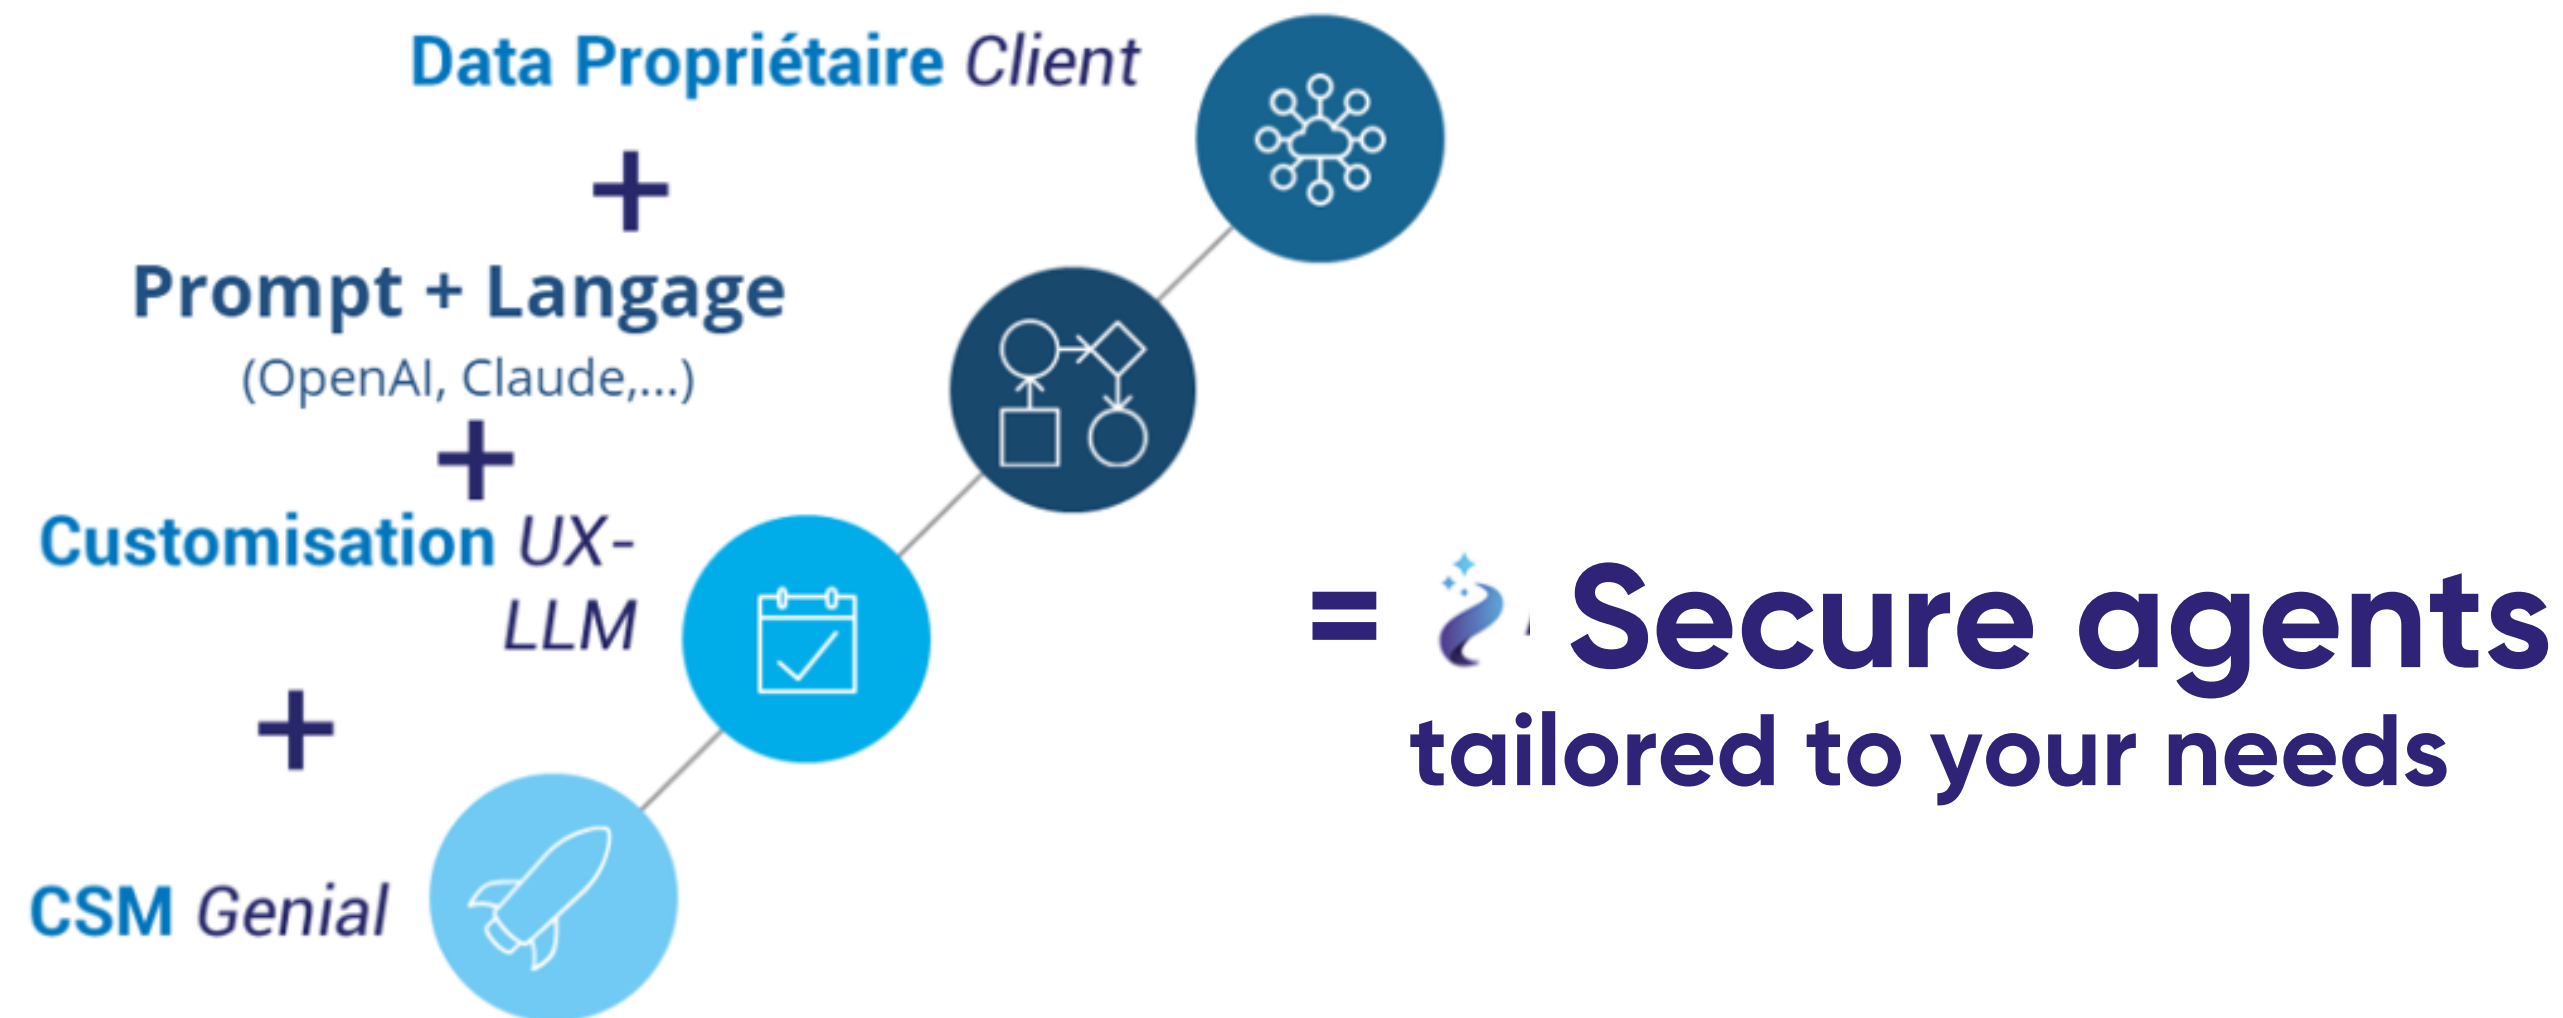 Data Propriétaire Client
+
Prompt + Langage
(OpenAI, Claude,...)
+
Customisation UX-
LLM
+
CSM Genial
= Secure agents
tailored to your needs